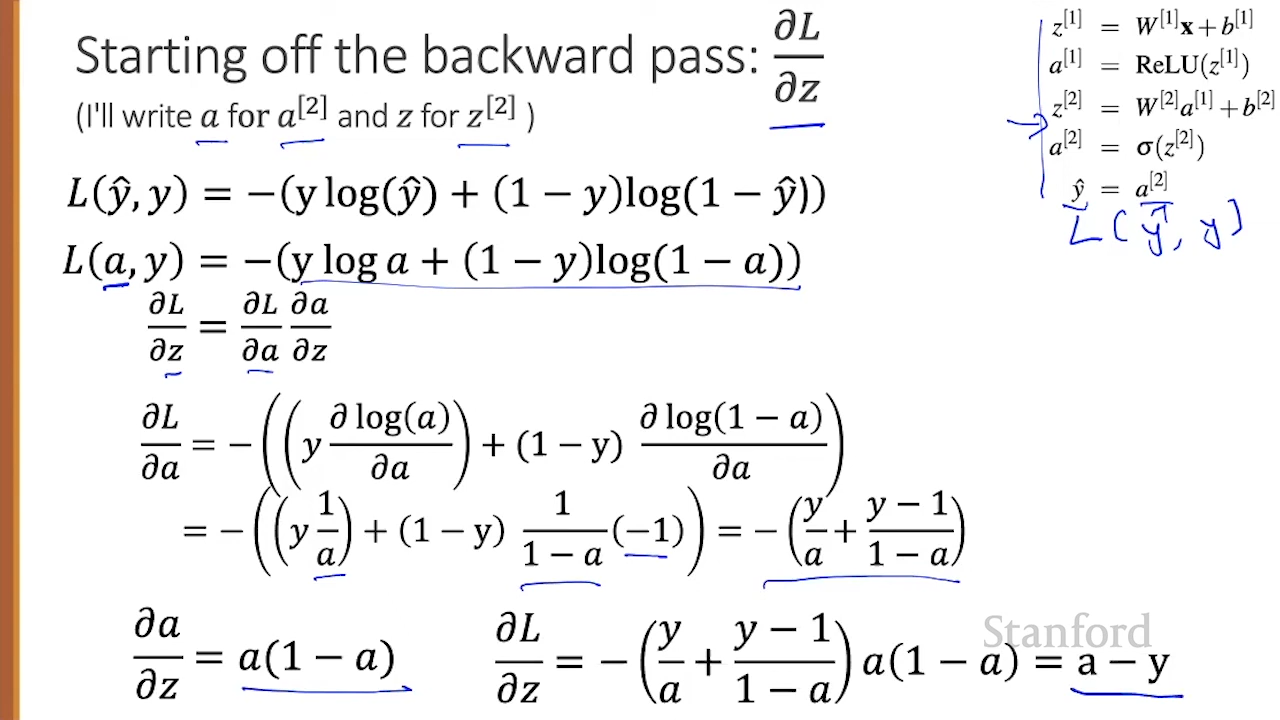 Starting off the backward pass: ∂L/∂z
(I'll write a for a^[2] and z for z^[2] )
z^[1] = W^[1]x + b^[1]
a^[1] = ReLU(z^[1])
z^[2] = W^[2]a^[1] + b^[2]
a^[2] = σ(z^[2])
ŷ = a^[2]
L(ŷ, y)
L(ŷ, y) = −(y log(ŷ) + (1 − y)log(1 − ŷ))
L(a, y) = −(y log a + (1 − y)log(1 − a))
∂L/∂z = ∂L/∂a ∂a/∂z
∂L/∂a = −((y ∂ log(a)/∂a) + (1 − y) ∂ log(1 − a)/∂a)
= −((y 1/a) + (1 − y) 1/(1 − a) (−1)) = −(y/a + (y − 1)/(1 − a))
∂a/∂z = a(1 − a)
∂L/∂z = −(y/a + (y − 1)/(1 − a)) a(1 − a) = a − y
Stanford